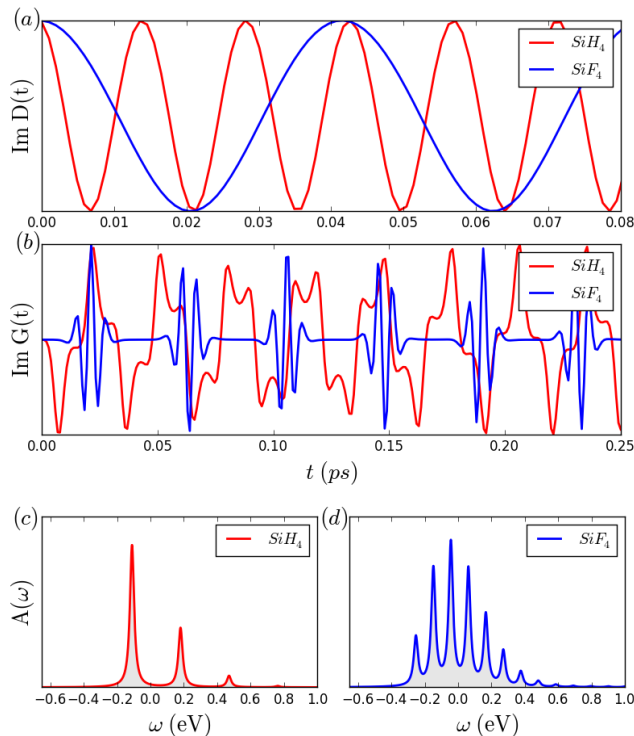 (a)
Im D(t)
SiH4
SiF4
0.00 0.01 0.02 0.03 0.04 0.05 0.06 0.07 0.08
(b)
Im G(t)
SiH4
SiF4
0.00 0.05 0.10 0.15 0.20 0.25
t (ps)
(c)
A(ω)
SiH4
−0.6 −0.4 −0.2 0.0 0.2 0.4 0.6 0.8 1.0
ω (eV)
(d)
SiF4
−0.6 −0.4 −0.2 0.0 0.2 0.4 0.6 0.8 1.0
ω (eV)